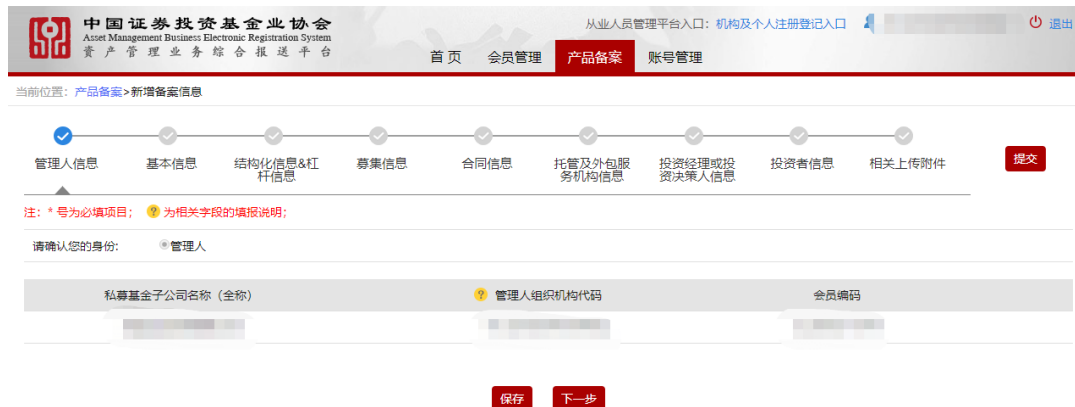 中国证券投资基金业协会
Asset Management Business Electronic Registration System
资产管理业务综合报送平台
从业人员管理平台入口：机构及个人注册登记入口 退出
首页 会员管理 产品备案 账号管理
当前位置：产品备案>新增备案信息
管理人信息 基本信息 结构化信息&杠杆信息 募集信息 合同信息 托管及外包服务机构信息 投资经理或投资决策人信息 投资者信息 相关上传附件 提交
注：* 号为必填项目； ? 为相关字段的填报说明；
请确认您的身份： 管理人
私募基金子公司名称（全称） ? 管理人组织机构代码 会员编码
保存 下一步